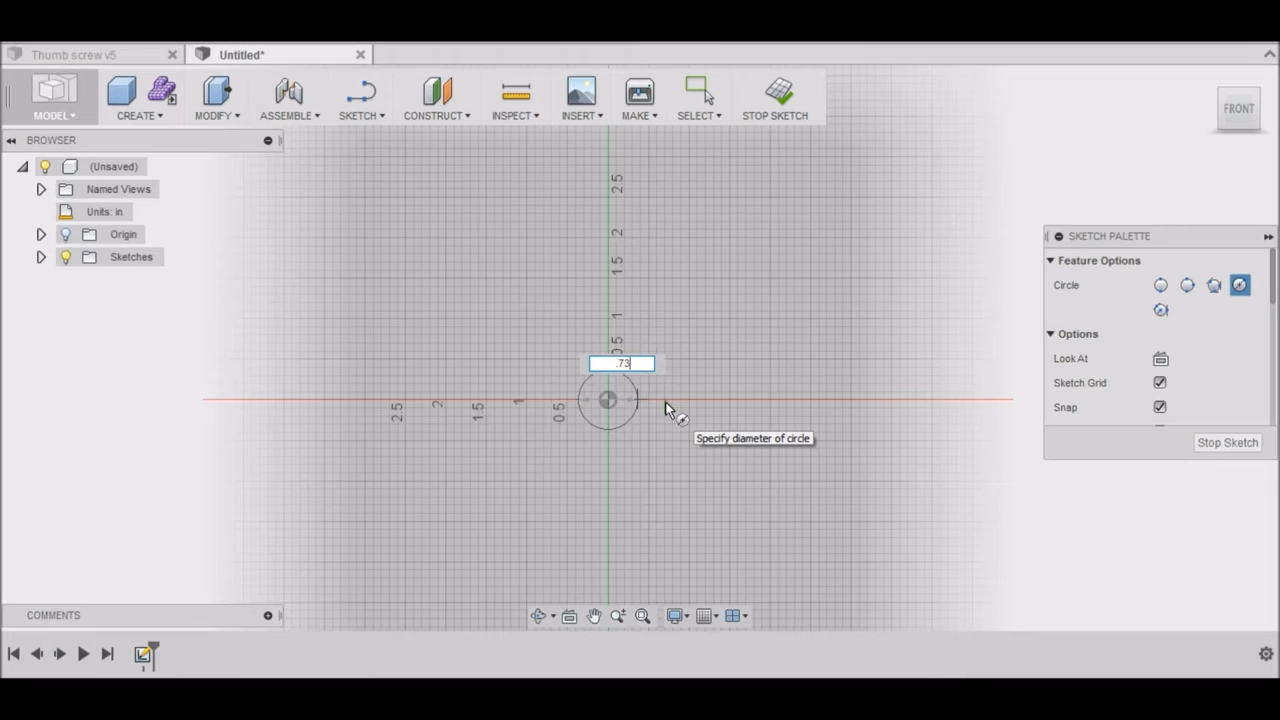 Thumb screw v5
Untitled*
MODEL
CREATE
MODIFY
ASSEMBLE
SKETCH
CONSTRUCT
INSPECT
INSERT
MAKE
SELECT
STOP SKETCH
FRONT
BROWSER
(Unsaved)
Named Views
Units: in
Origin
Sketches
2.5
2
1.5
1
0.5
.73
2.5
2
1.5
1
0.5
Specify diameter of circle
SKETCH PALETTE
Feature Options
Circle
Options
Look At
Sketch Grid
Snap
Stop Sketch
COMMENTS